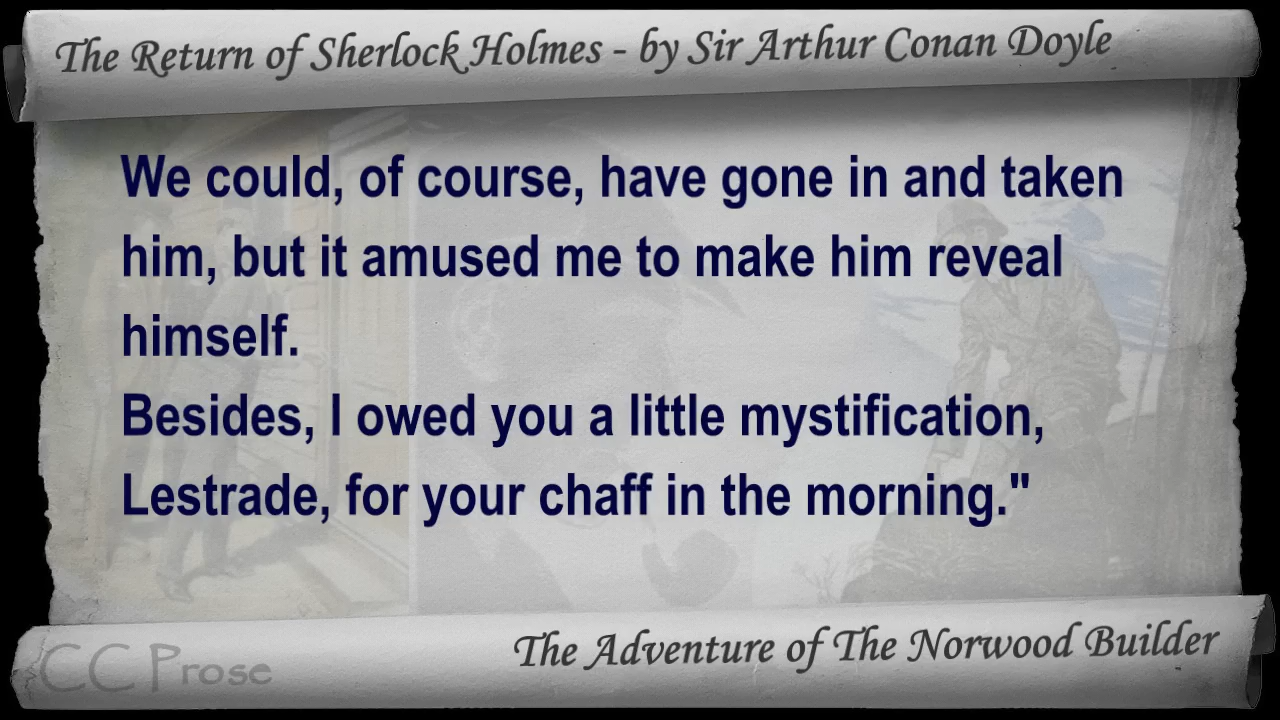 The Return of Sherlock Holmes - by Sir Arthur Conan Doyle
We could, of course, have gone in and taken
him, but it amused me to make him reveal
himself.
Besides, I owed you a little mystification,
Lestrade, for your chaff in the morning."
The Adventure of The Norwood Builder
CC Prose